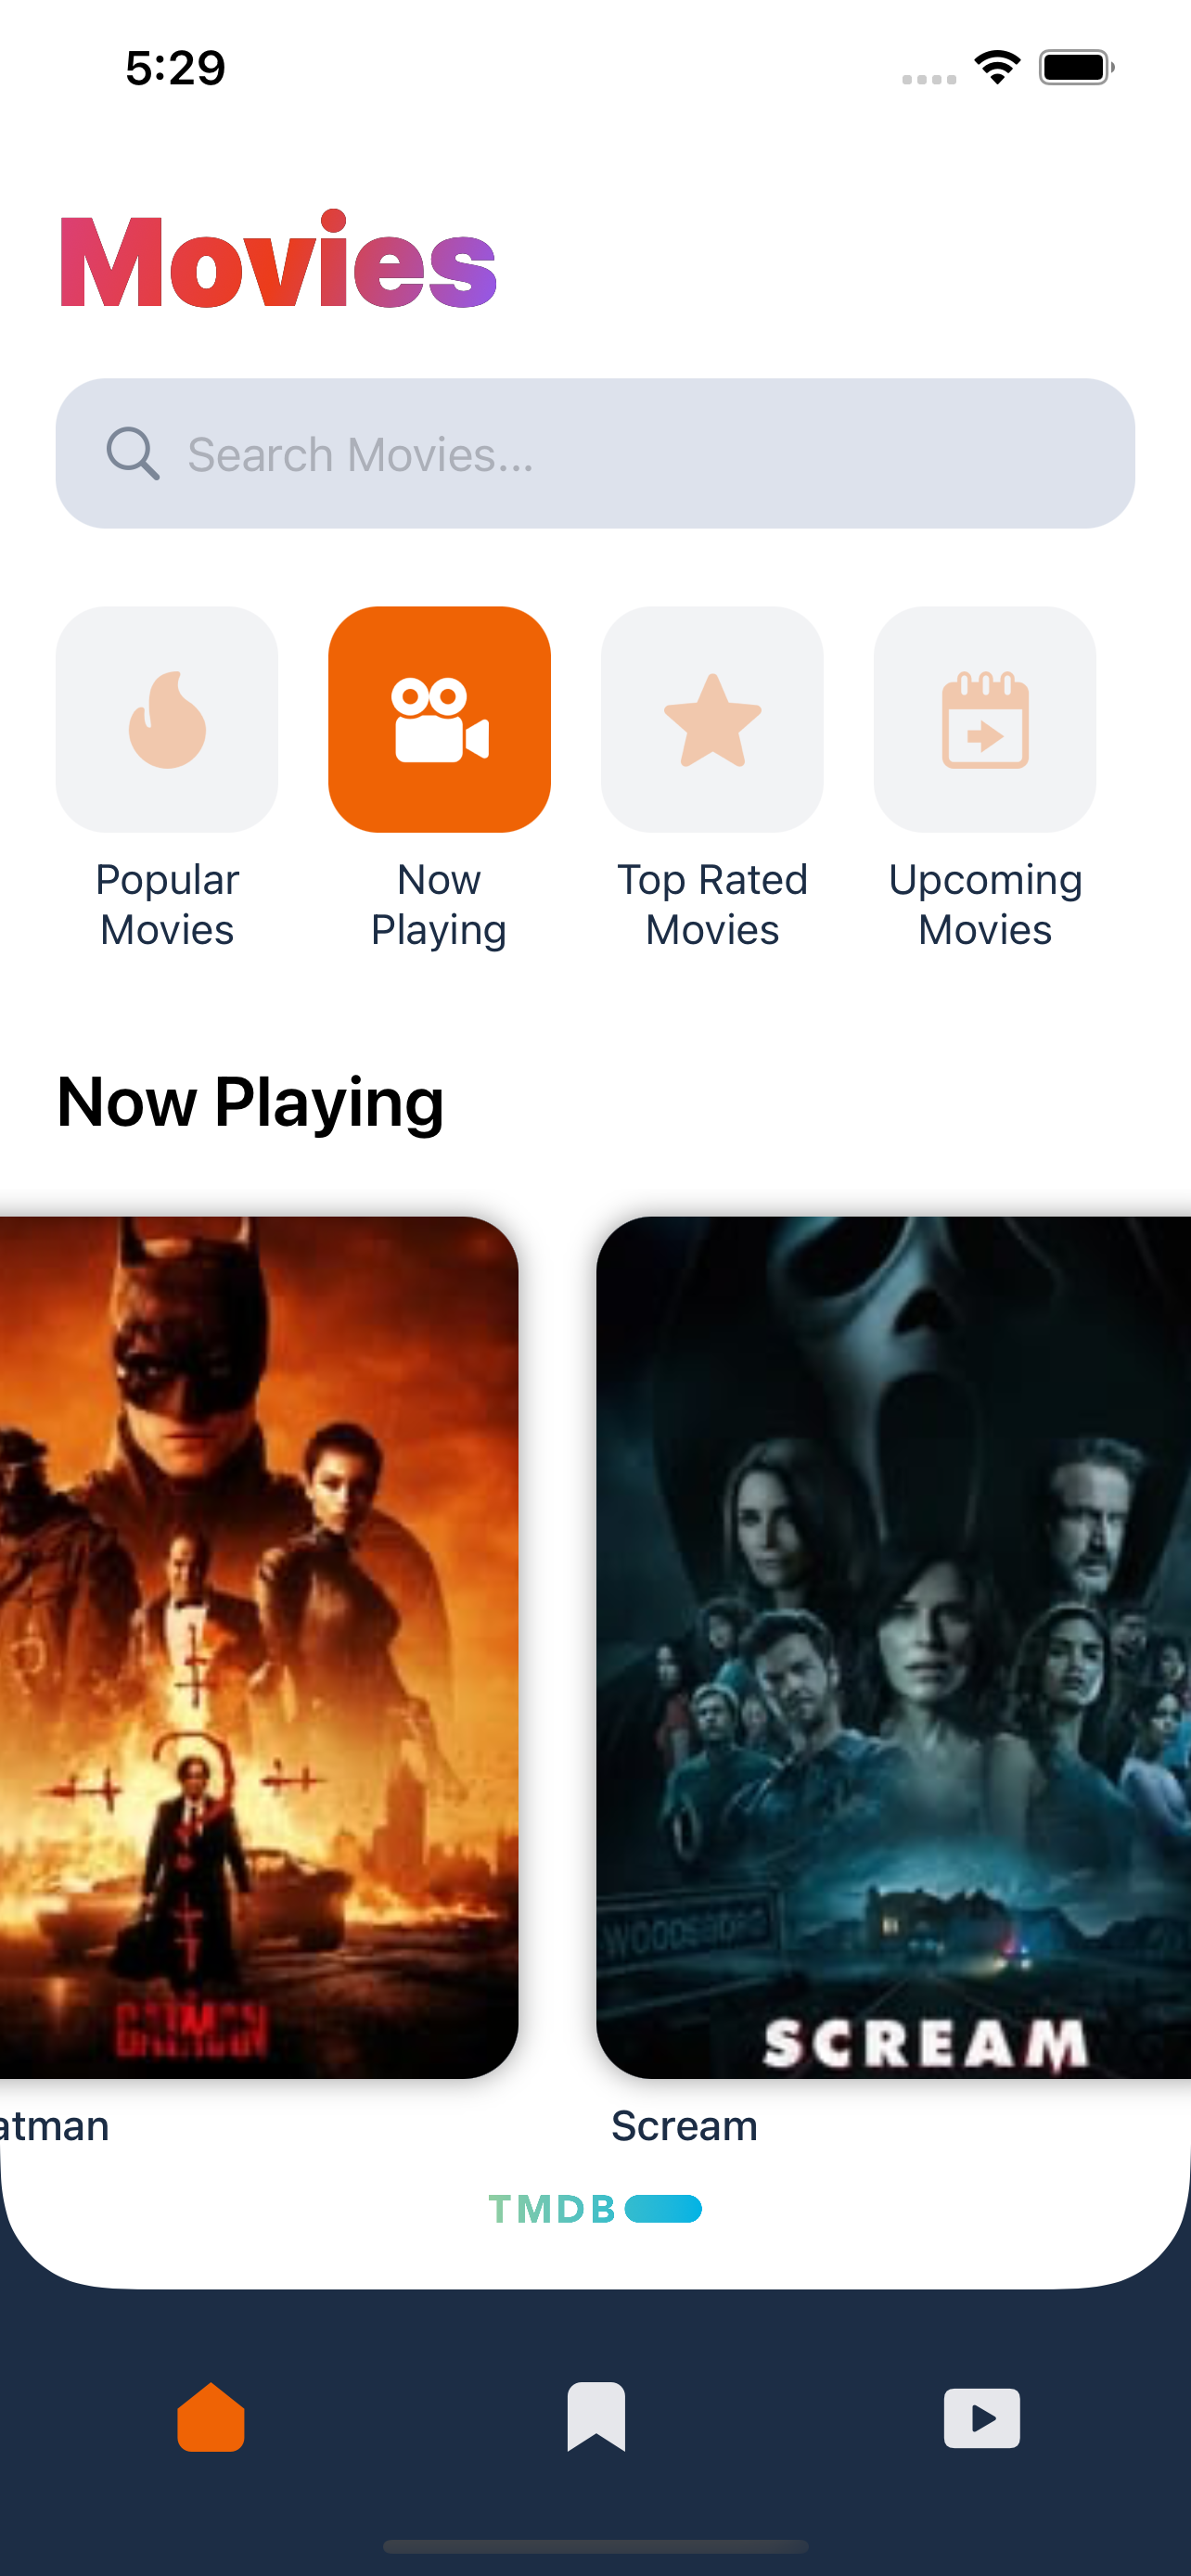 5:29
Movies
Search Movies...
Popular
Movies
Now
Playing
Top Rated
Movies
Upcoming
Movies
Now Playing
WOODSBORO
SCREAM
atman
Scream
TMDB